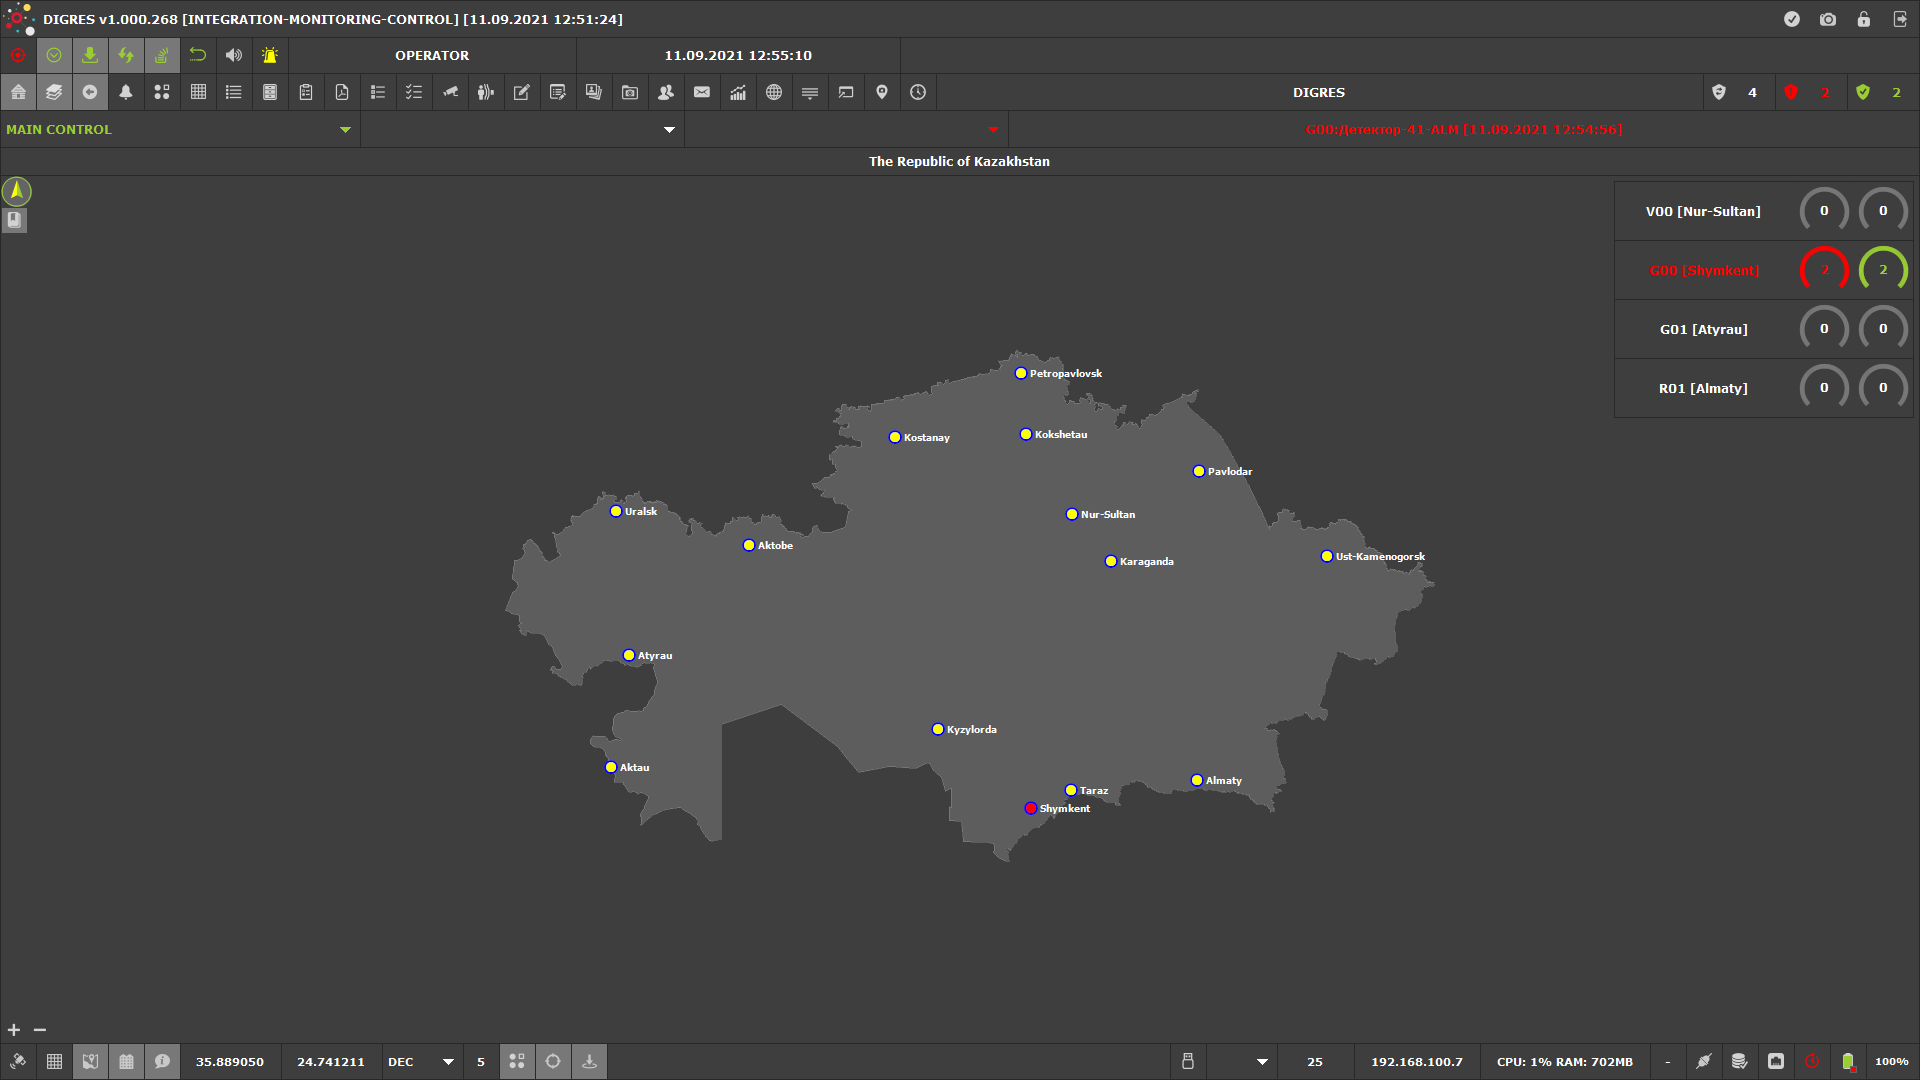 DIGRES v1.000.268 [INTEGRATION-MONITORING-CONTROL] [11.09.2021 12:51:24]
OPERATOR
11.09.2021 12:55:10
DIGRES
4
2
2
MAIN CONTROL
G00:Детектор-41-ALM [11.09.2021 12:54:56]
The Republic of Kazakhstan
V00 [Nur-Sultan]
0
0
G00 [Shymkent]
2
2
G01 [Atyrau]
0
0
R01 [Almaty]
0
0
Petropavlovsk
Kostanay
Kokshetau
Pavlodar
Uralsk
Nur-Sultan
Aktobe
Ust-Kamenogorsk
Karaganda
Atyrau
Kyzylorda
Aktau
Almaty
Taraz
Shymkent
35.889050
24.741211
DEC
5
25
192.168.100.7
CPU: 1% RAM: 702MB
-
100%